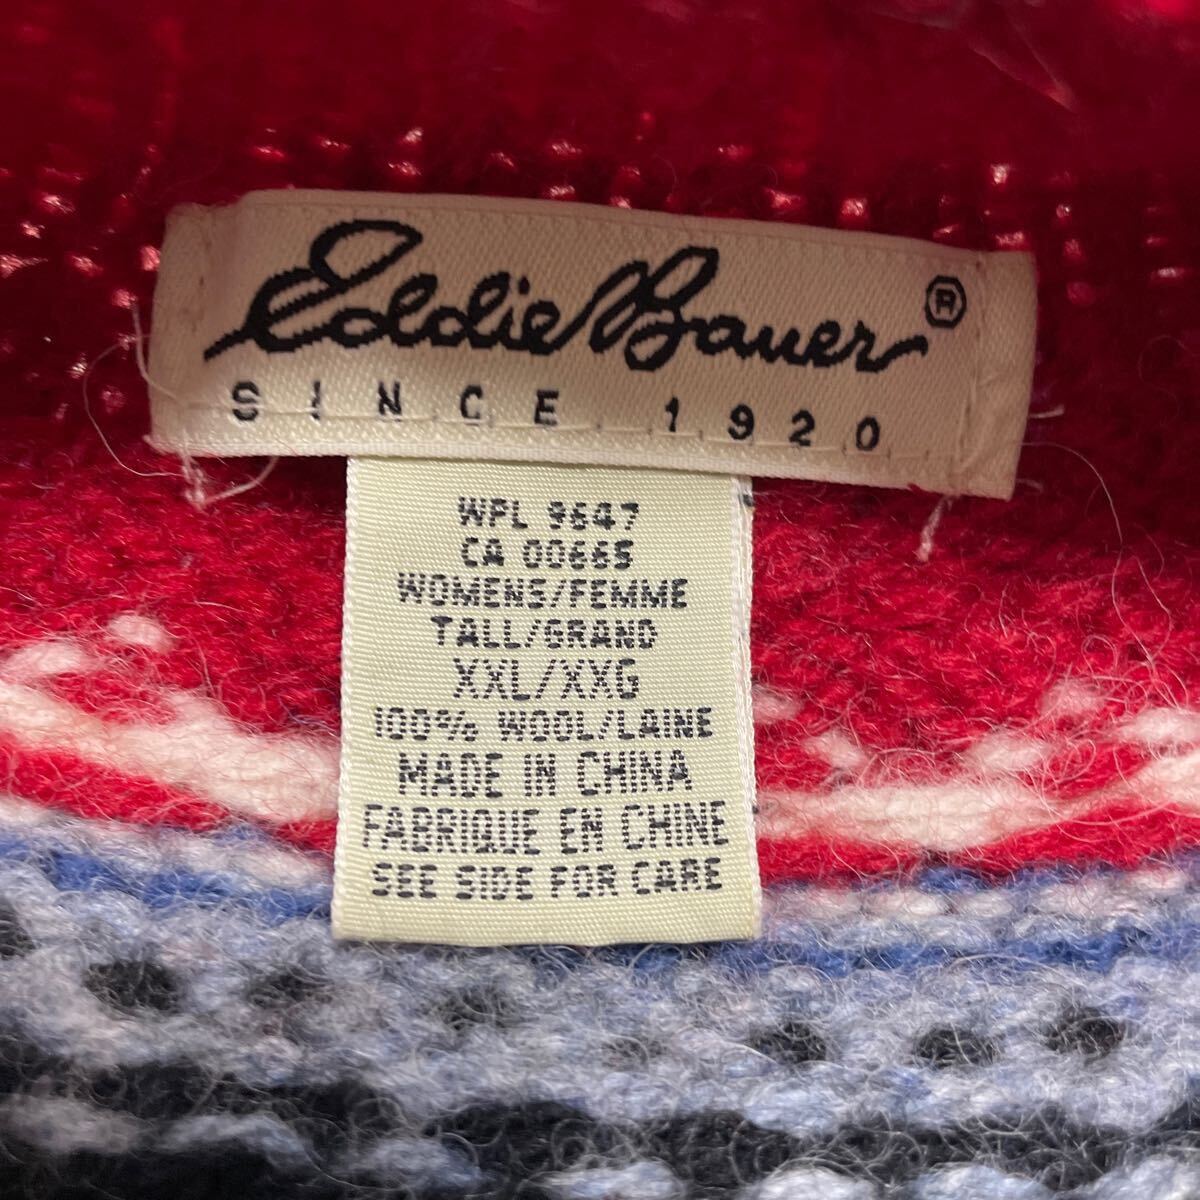 Eddie Bauer ®
SINCE 1920
WPL 9647
CA 00665
WOMENS/FEMME
TALL/GRAND
XXL/XXG
100% WOOL/LAINE
MADE IN CHINA
FABRIQUE EN CHINE
SEE SIDE FOR CARE